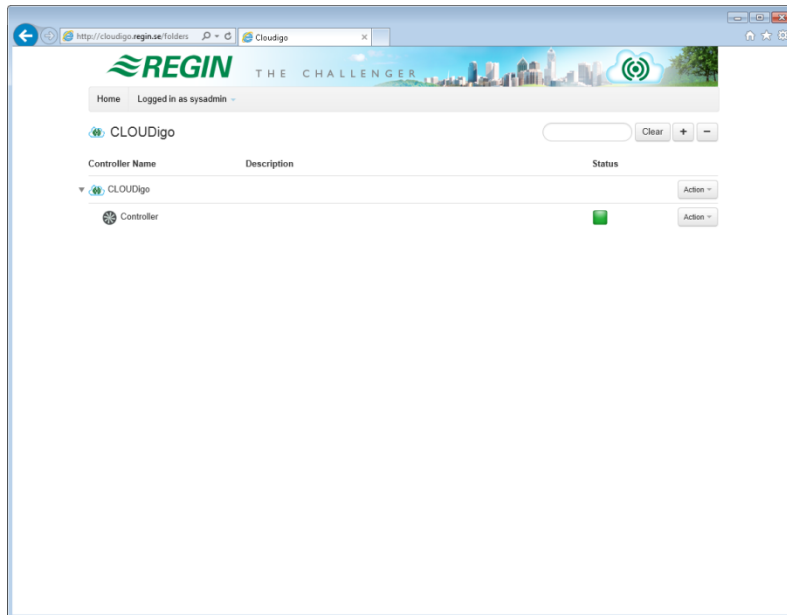 http://cloudigo.regin.se/folders
Cloudigo
REGIN
THE CHALLENGER
Home Logged in as sysadmin
CLOUDigo
Clear + −
Controller Name Description Status
CLOUDigo Action
Controller Action